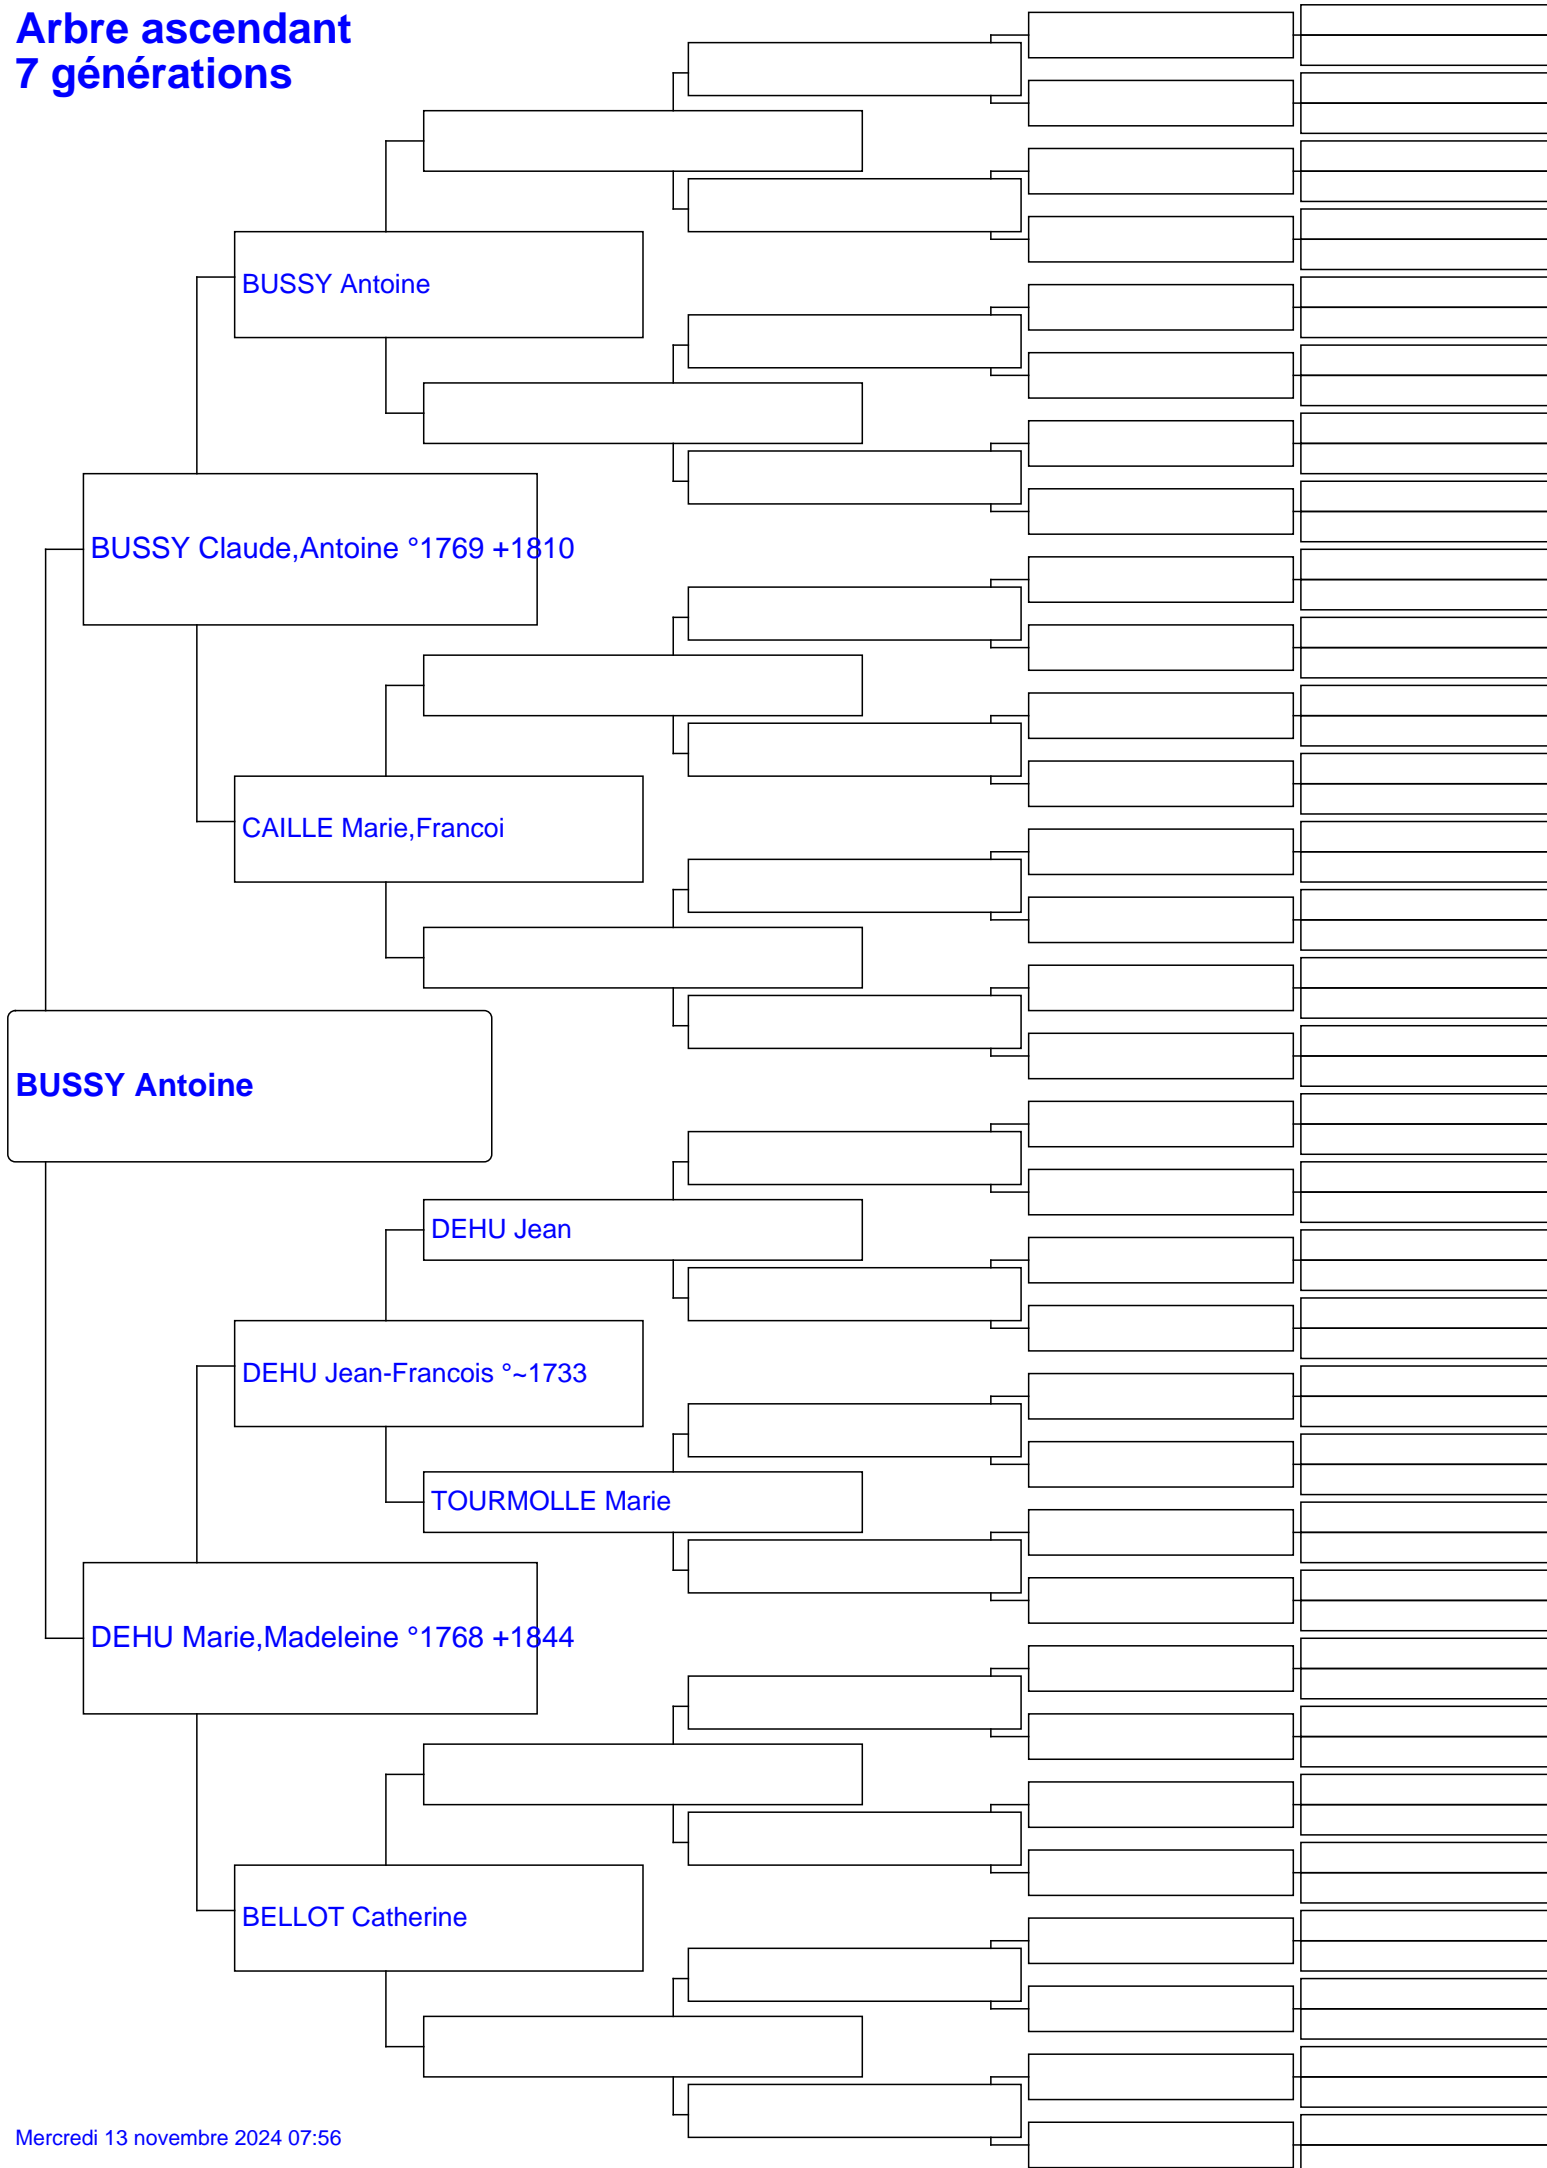 Arbre ascendant
7 générations
BUSSY Antoine
BUSSY Claude,Antoine °1769 +1810
CAILLE Marie,Francoi
BUSSY Antoine
DEHU Jean
DEHU Jean-Francois °~1733
TOURMOLLE Marie
DEHU Marie,Madeleine °1768 +1844
BELLOT Catherine
Mercredi 13 novembre 2024 07:56